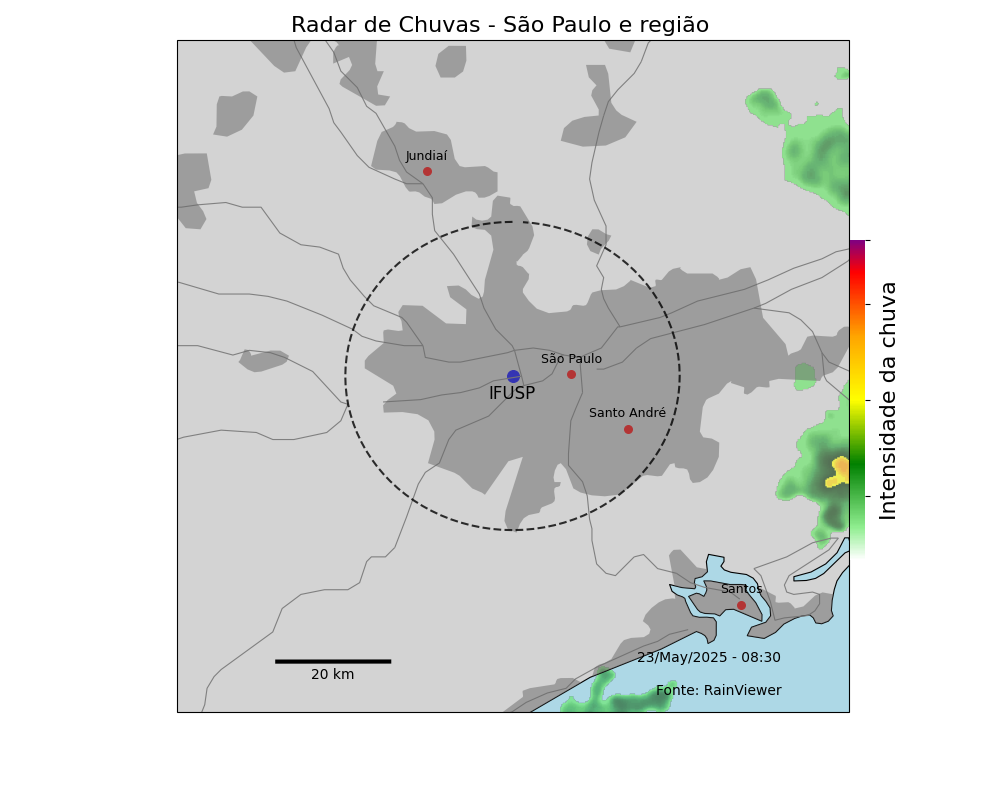 Radar de Chuvas - São Paulo e região
Jundiaí
São Paulo
IFUSP
Santo André
Intensidade da chuva
Santos
23/May/2025 - 08:30
20 km
Fonte: RainViewer